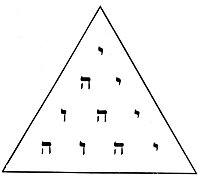 י
י ה
י ה ו
י ה ו ה